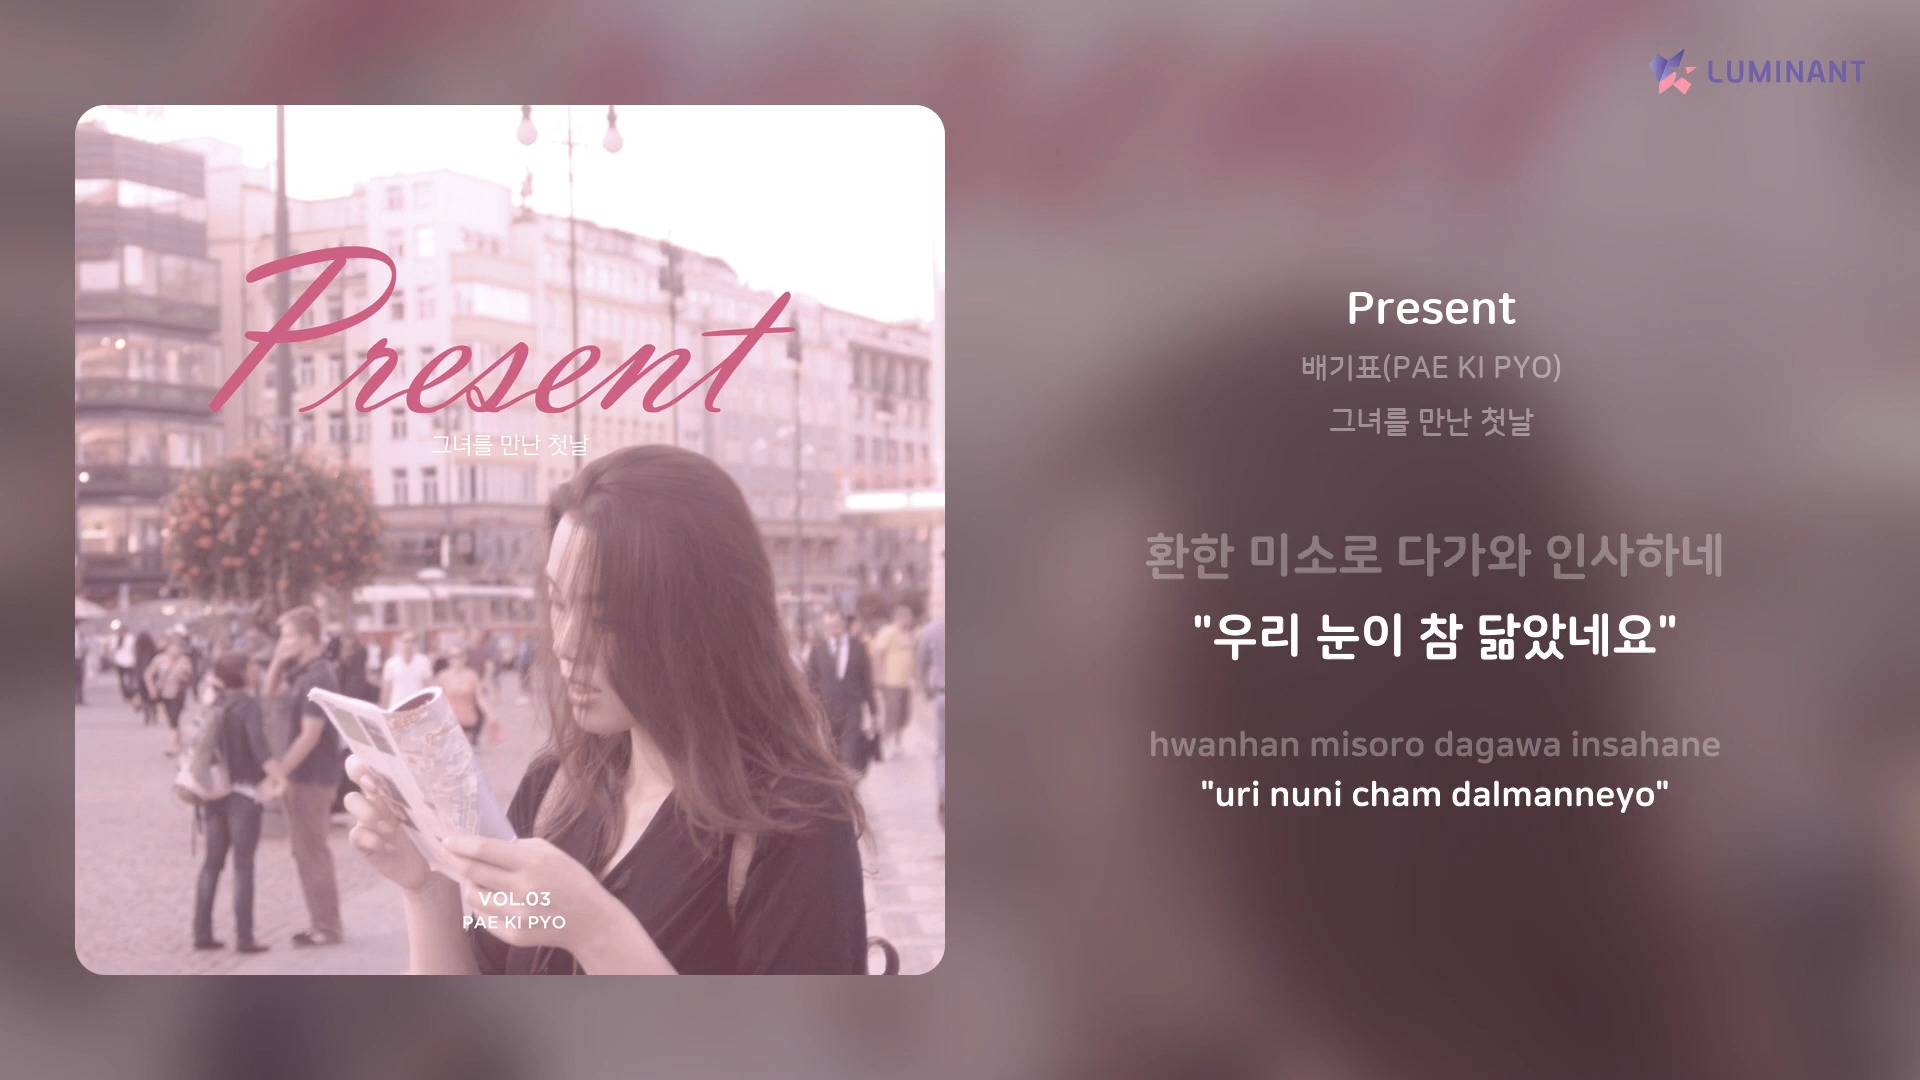 Present
그녀를 만난 첫날
VOL.03
PAE KI PYO
LUMINANT
Present
배기표(PAE KI PYO)
그녀를 만난 첫날
환한 미소로 다가와 인사하네
"우리 눈이 참 닮았네요"
hwanhan misoro dagawa insahane
"uri nuni cham dalmanneyo"